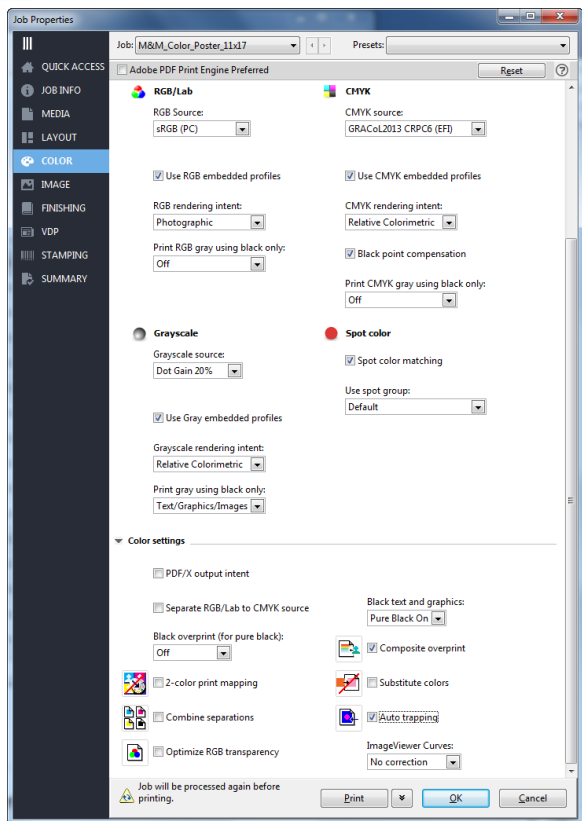 Job Properties
Job: M&M_Color_Poster_11x17 Presets:
Adobe PDF Print Engine Preferred Reset ?
QUICK ACCESS
JOB INFO
MEDIA
LAYOUT
COLOR
IMAGE
FINISHING
VDP
STAMPING
SUMMARY
RGB/Lab
RGB Source:
sRGB (PC)
Use RGB embedded profiles
RGB rendering intent:
Photographic
Print RGB gray using black only:
Off
CMYK
CMYK source:
GRACoL2013 CRPC6 (EFI)
Use CMYK embedded profiles
CMYK rendering intent:
Relative Colorimetric
Black point compensation
Print CMYK gray using black only:
Off
Grayscale
Grayscale source:
Dot Gain 20%
Use Gray embedded profiles
Grayscale rendering intent:
Relative Colorimetric
Print gray using black only:
Text/Graphics/Images
Spot color
Spot color matching
Use spot group:
Default
Color settings
PDF/X output intent
Separate RGB/Lab to CMYK source
Black overprint (for pure black):
Off
2-color print mapping
Combine separations
Optimize RGB transparency
Black text and graphics:
Pure Black On
Composite overprint
Substitute colors
Auto trapping
ImageViewer Curves:
No correction
Job will be processed again before
printing.
Print OK Cancel